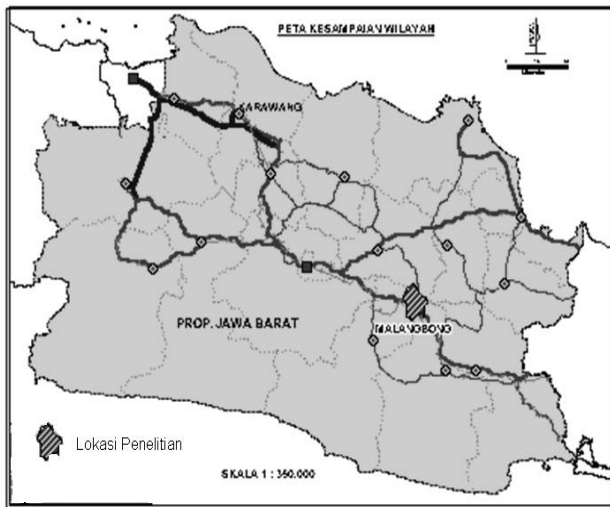 PETA KESAMPAIAN WILAYAH
KARAWANG
PROP. JAWA BARAT
MALANGBONG
Lokasi Penelitian
SKALA 1 : 350.000